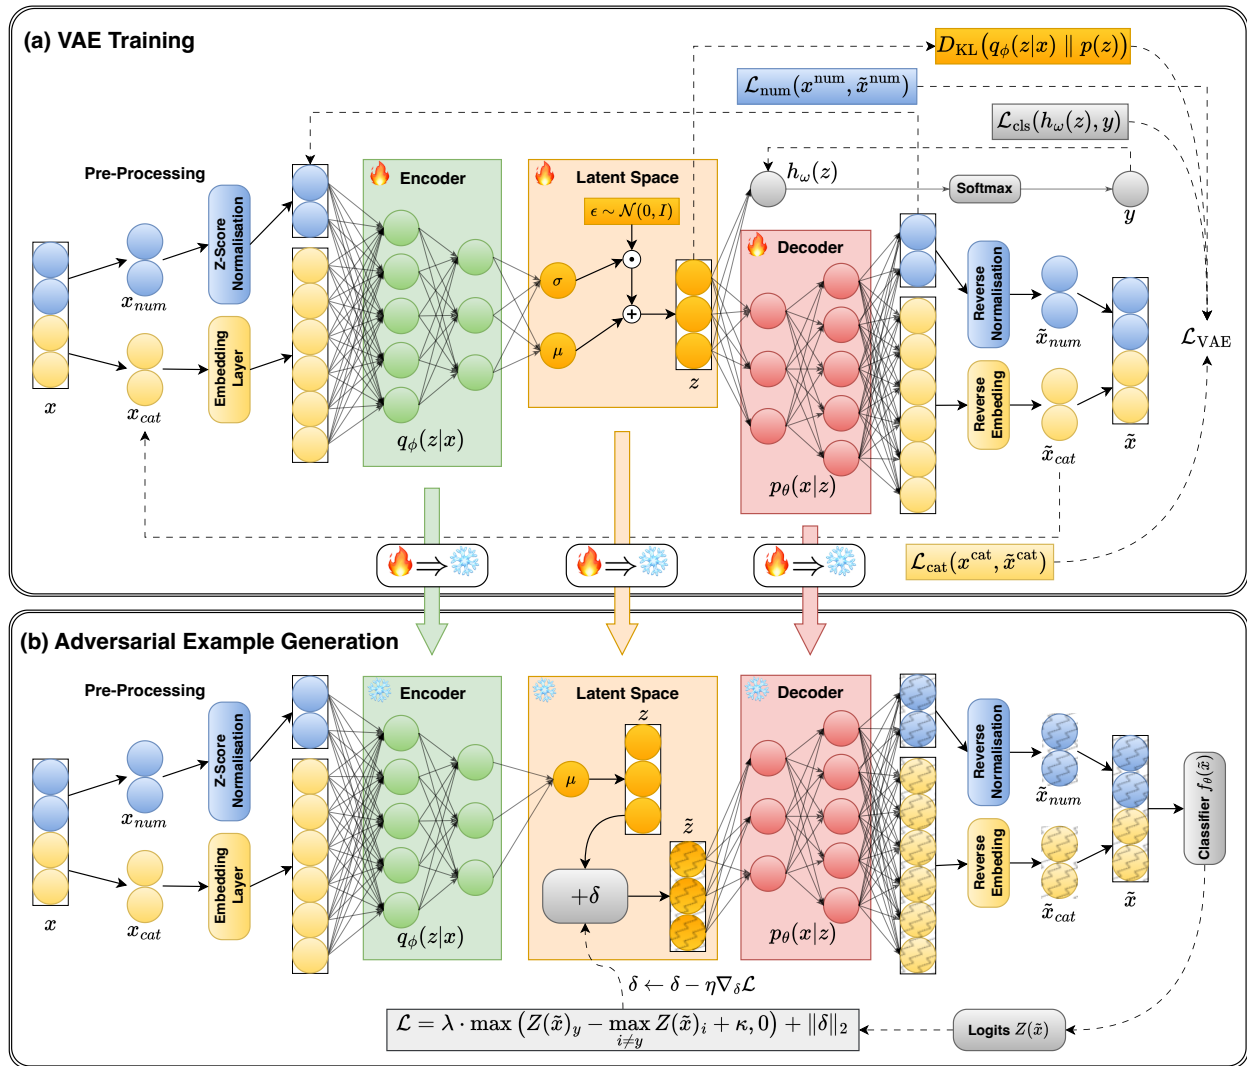 (a) VAE Training
D_KL(q_ϕ(z|x) ∥ p(z))
ℒ_num(x^num, x̃^num)
ℒ_cls(h_ω(z), y)
Pre-Processing
Encoder
Latent Space
ϵ ∼ 𝒩(0, I)
h_ω(z)
Softmax
y
Z-Score
Normalisation
x_num
Embedding
Layer
x_cat
x
σ
μ
z
q_ϕ(z|x)
Decoder
p_θ(x|z)
Reverse
Normalisation
x̃_num
Reverse
Embeding
x̃_cat
x̃
ℒ_VAE
ℒ_cat(x^cat, x̃^cat)
(b) Adversarial Example Generation
Pre-Processing
Encoder
Latent Space
Decoder
Z-Score
Normalisation
x_num
Embedding
Layer
x_cat
x
q_ϕ(z|x)
μ
z
z̃
+δ
p_θ(x|z)
Reverse
Normalisation
x̃_num
Reverse
Embeding
x̃_cat
x̃
Classifier f_θ(x̃)
δ ← δ − η∇_δℒ
ℒ = λ · max (Z(x̃)_y − max_{i≠y} Z(x̃)_i + κ, 0) + ∥δ∥_2
Logits Z(x̃)